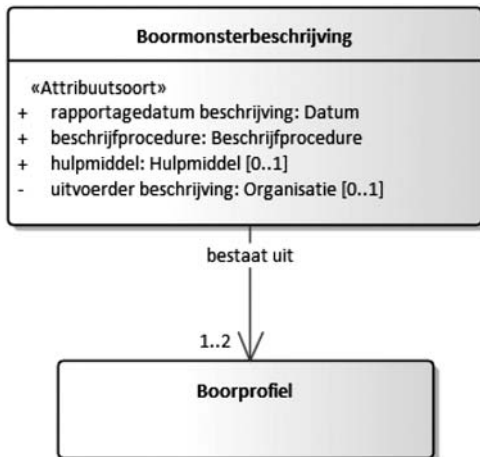 Boormonsterbeschrijving
«Attribuutsoort»
+ rapportagedatum beschrijving: Datum
+ beschrijfprocedure: Beschrijfprocedure
+ hulpmiddel: Hulpmiddel [0..1]
- uitvoerder beschrijving: Organisatie [0..1]
bestaat uit
1..2
Boorprofiel